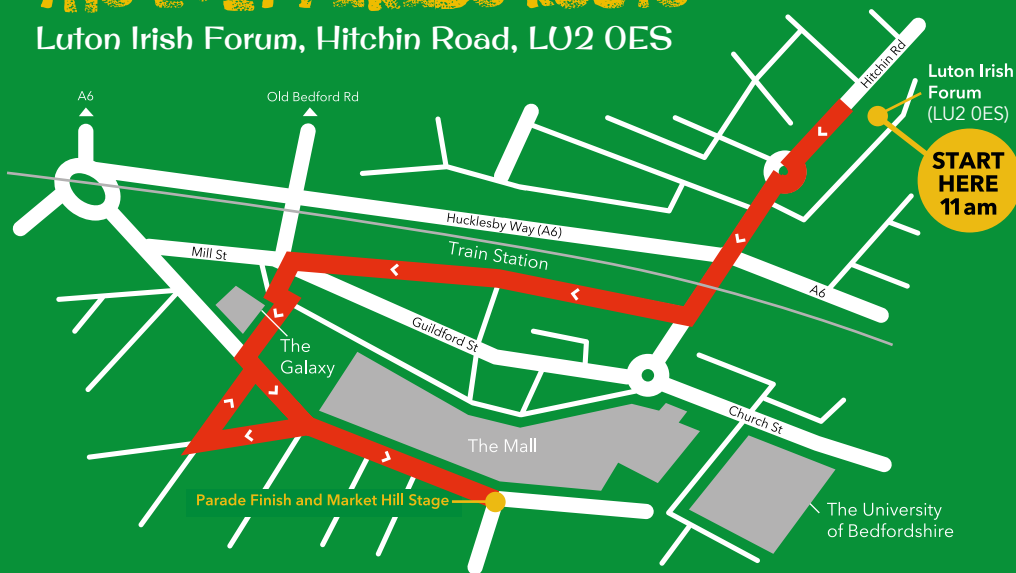 Luton Irish Forum, Hitchin Road, LU2 0ES
A6
Old Bedford Rd
Hitchin Rd
Luton Irish
Forum
(LU2 0ES)
START
HERE
11am
Hucklesby Way (A6)
Train Station
Mill St
A6
Guildford St
The
Galaxy
Church St
The Mall
Parade Finish and Market Hill Stage
The University
of Bedfordshire